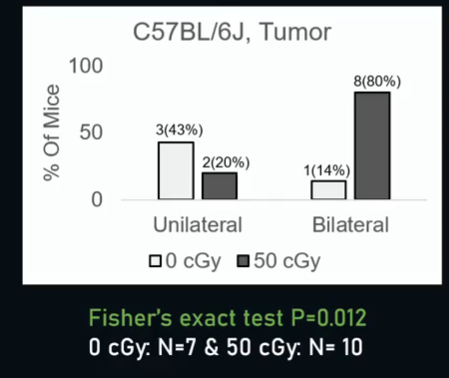 C57BL/6J, Tumor
% Of Mice
100
50
0
3(43%)
2(20%)
1(14%)
8(80%)
Unilateral
Bilateral
0 cGy
50 cGy
Fisher's exact test P=0.012
0 cGy: N=7 & 50 cGy: N= 10